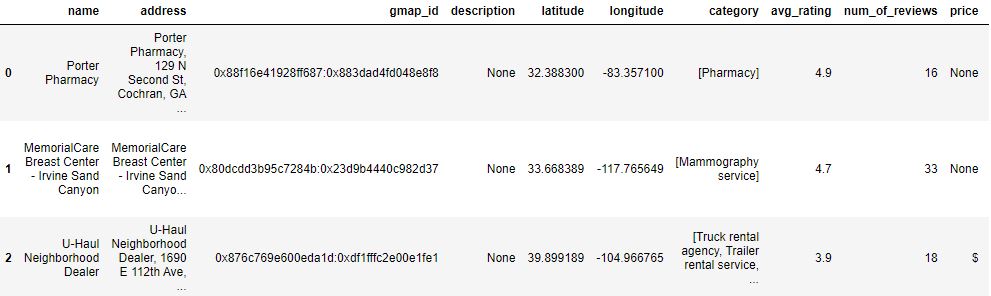 name address gmap_id description latitude longitude category avg_rating num_of_reviews price
0 Porter Pharmacy Porter Pharmacy, 129 N Second St, Cochran, GA ... 0x88f16e41928ff687:0x883dad4fd048e8f8 None 32.388300 -83.357100 [Pharmacy] 4.9 16 None
1 MemorialCare Breast Center - Irvine Sand Canyon MemorialCare Breast Center - Irvine Sand Canyo... 0x80dcdd3b95c7284b:0x23d9b4440c982d37 None 33.668389 -117.765649 [Mammography service] 4.7 33 None
2 U-Haul Neighborhood Dealer U-Haul Neighborhood Dealer, 1690 E 112th Ave, ... 0x876c769e600eda1d:0xdf1fffc2e00e1fe1 None 39.899189 -104.966765 [Truck rental agency, Trailer rental service, ... 3.9 18 $